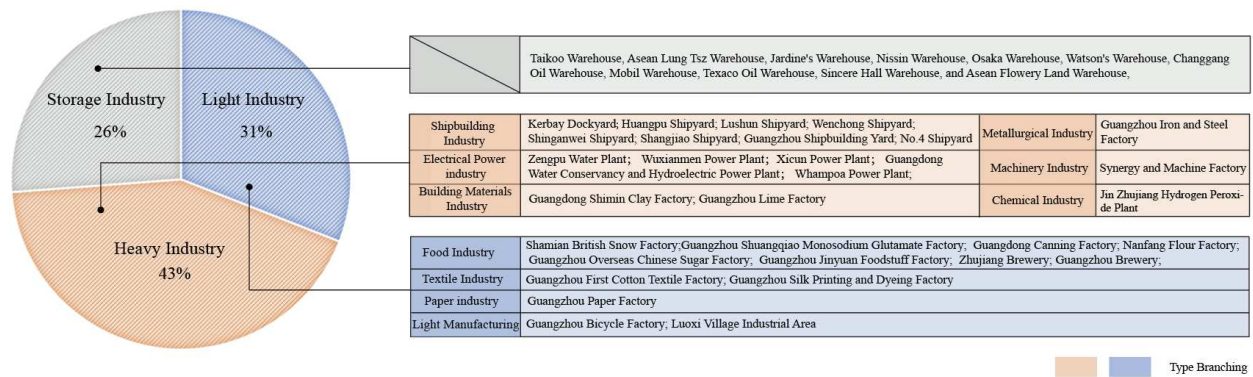 Storage Industry
26%
Light Industry
31%
Heavy Industry
43%
Taikoo Warehouse, Asean Lung Tsz Warehouse, Jardine's Warehouse, Nissin Warehouse, Osaka Warehouse, Watson's Warehouse, Changgang
Oil Warehouse, Mobil Warehouse, Texaco Oil Warehouse, Sincere Hall Warehouse, and Asean Flowery Land Warehouse,
Shipbuilding
Industry
Kerbay Dockyard; Huangpu Shipyard; Lushun Shipyard; Wenchong Shipyard;
Shinganwei Shipyard; Shangjiao Shipyard; Guangzhou Shipbuilding Yard; No.4 Shipyard
Metallurgical Industry
Guangzhou Iron and Steel
Factory
Electrical Power
industry
Zengpu Water Plant; Wuxianmen Power Plant; Xicun Power Plant; Guangdong
Water Conservancy and Hydroelectric Power Plant; Whampoa Power Plant;
Machinery Industry
Synergy and Machine Factory
Building Materials
Industry
Guangdong Shimin Clay Factory; Guangzhou Lime Factory
Chemical Industry
Jin Zhujiang Hydrogen Peroxi-
de Plant
Food Industry
Shamian British Snow Factory;Guangzhou Shuangqiao Monosodium Glutamate Factory; Guangdong Canning Factory; Nanfang Flour Factory;
Guangzhou Overseas Chinese Sugar Factory; Guangzhou Jinyuan Foodstuff Factory; Zhujiang Brewery; Guangzhou Brewery;
Textile Industry
Guangzhou First Cotton Textile Factory; Guangzhou Silk Printing and Dyeing Factory
Paper industry
Guangzhou Paper Factory
Light Manufacturing
Guangzhou Bicycle Factory; Luoxi Village Industrial Area
Type Branching